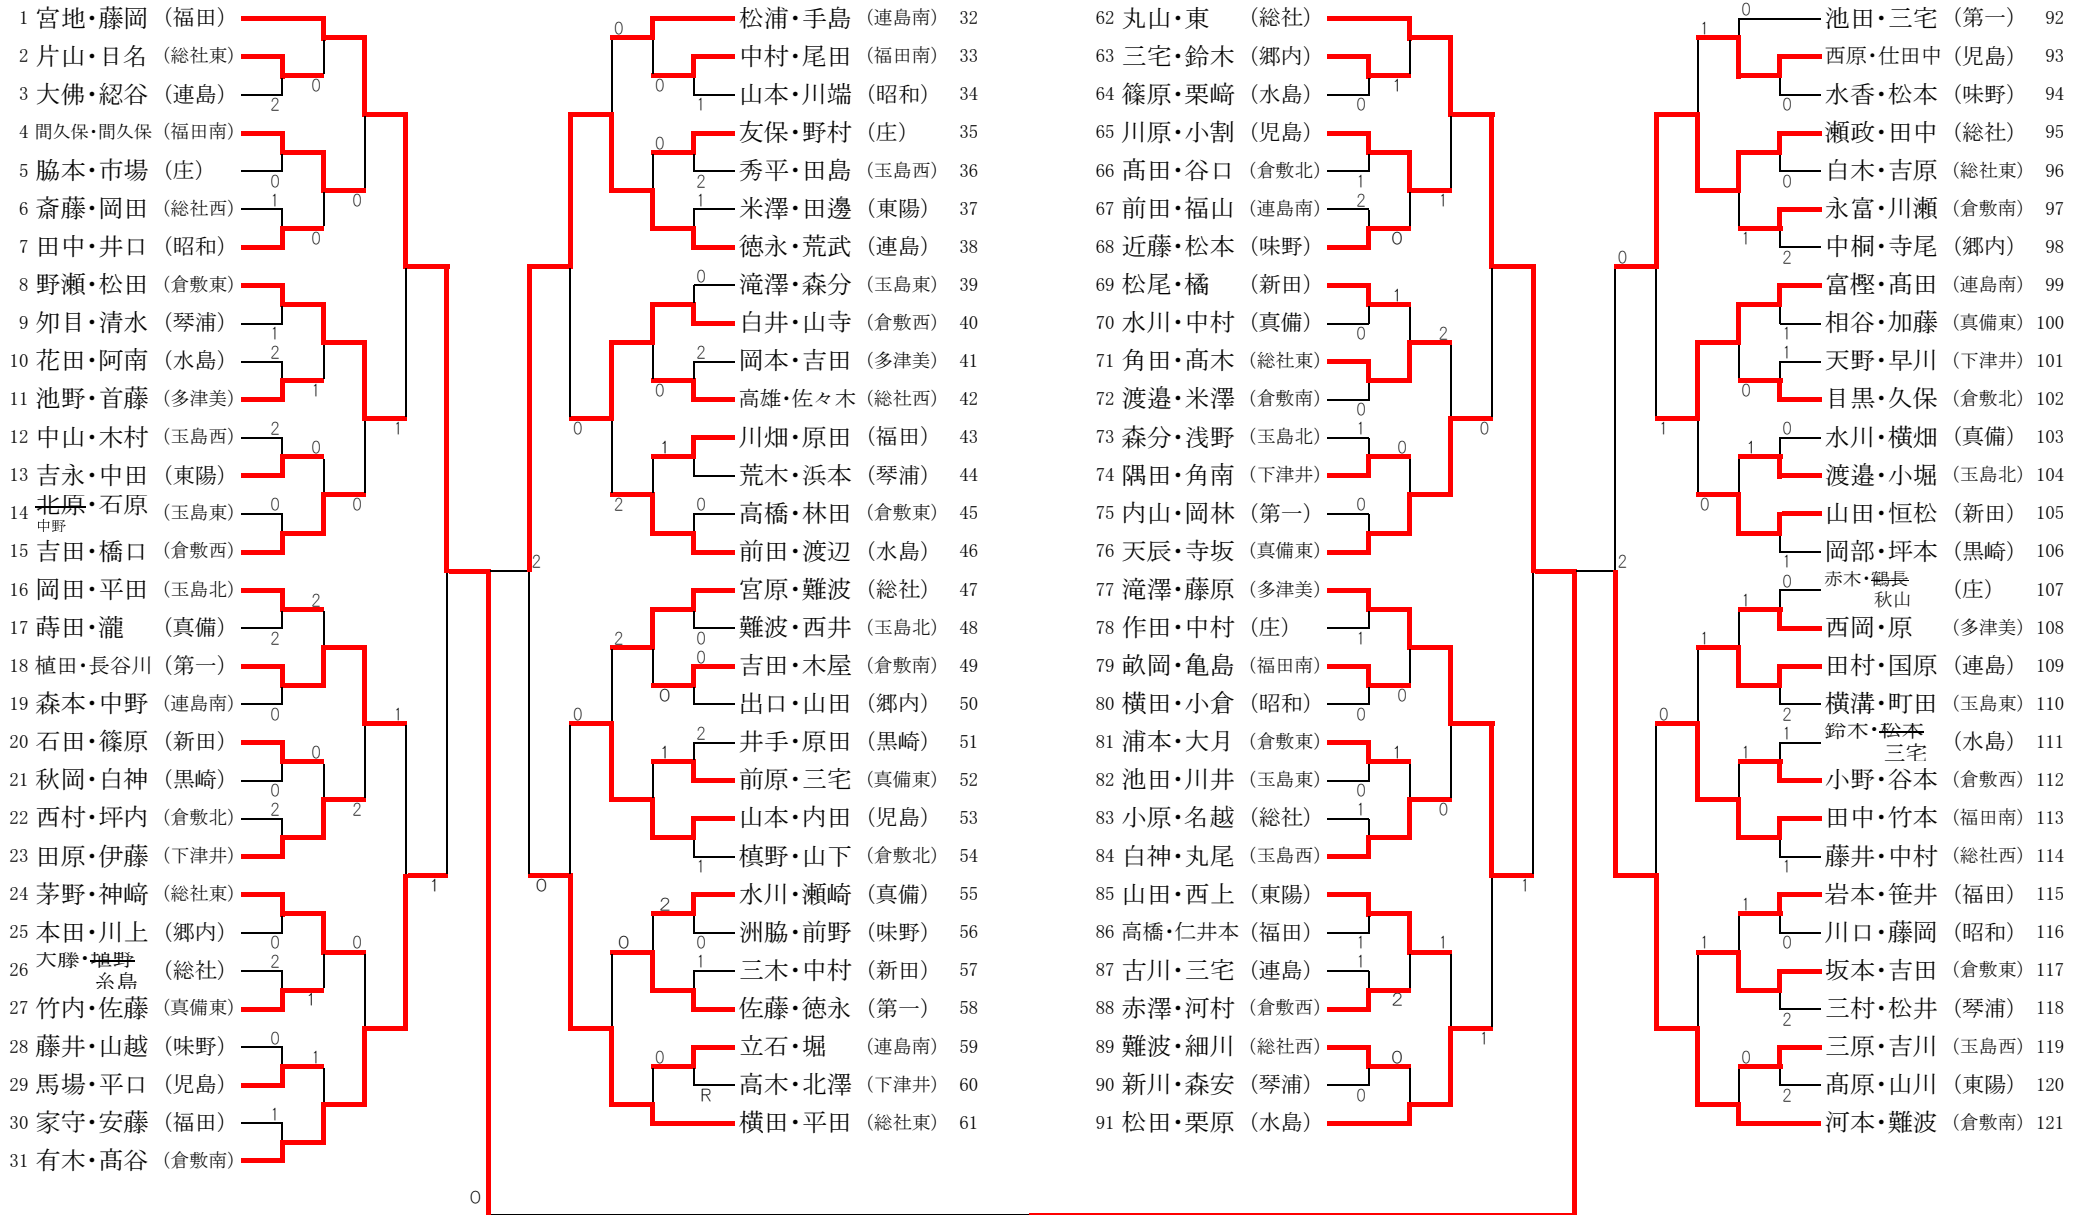 1 宮地・藤岡 (福田)
2 片山・日名 (総社東)
3 大佛・綛谷 (連島)
4 間久保・間久保 (福田南)
5 脇本・市場 (庄)
6 斎藤・岡田 (総社西)
7 田中・井口 (昭和)
8 野瀬・松田 (倉敷東)
9 夘目・清水 (琴浦)
10 花田・阿南 (水島)
11 池野・首藤 (多津美)
12 中山・木村 (玉島西)
13 吉永・中田 (東陽)
14 北原・石原 (玉島東)
中野
15 吉田・橋口 (倉敷西)
16 岡田・平田 (玉島北)
17 蒔田・瀧 (真備)
18 植田・長谷川 (第一)
19 森本・中野 (連島南)
20 石田・篠原 (新田)
21 秋岡・白神 (黒崎)
22 西村・坪内 (倉敷北)
23 田原・伊藤 (下津井)
24 茅野・神﨑 (総社東)
25 本田・川上 (郷内)
26 大藤・植野 (総社)
糸島
27 竹内・佐藤 (真備東)
28 藤井・山越 (味野)
29 馬場・平口 (児島)
30 家守・安藤 (福田)
31 有木・髙谷 (倉敷南)
松浦・手島 (連島南) 32
中村・尾田 (福田南) 33
山本・川端 (昭和) 34
友保・野村 (庄) 35
秀平・田島 (玉島西) 36
米澤・田邊 (東陽) 37
徳永・荒武 (連島) 38
滝澤・森分 (玉島東) 39
白井・山寺 (倉敷西) 40
岡本・吉田 (多津美) 41
高雄・佐々木 (総社西) 42
川畑・原田 (福田) 43
荒木・浜本 (琴浦) 44
高橋・林田 (倉敷東) 45
前田・渡辺 (水島) 46
宮原・難波 (総社) 47
難波・西井 (玉島北) 48
吉田・木屋 (倉敷南) 49
出口・山田 (郷内) 50
井手・原田 (黒崎) 51
前原・三宅 (真備東) 52
山本・内田 (児島) 53
槙野・山下 (倉敷北) 54
水川・瀬崎 (真備) 55
洲脇・前野 (味野) 56
三木・中村 (新田) 57
佐藤・徳永 (第一) 58
立石・堀 (連島南) 59
高木・北澤 (下津井) 60
横田・平田 (総社東) 61
62 丸山・東 (総社)
63 三宅・鈴木 (郷内)
64 篠原・栗﨑 (水島)
65 川原・小割 (児島)
66 髙田・谷口 (倉敷北)
67 前田・福山 (連島南)
68 近藤・松本 (味野)
69 松尾・橘 (新田)
70 水川・中村 (真備)
71 角田・髙木 (総社東)
72 渡邉・米澤 (倉敷南)
73 森分・浅野 (玉島北)
74 隅田・角南 (下津井)
75 内山・岡林 (第一)
76 天辰・寺坂 (真備東)
77 滝澤・藤原 (多津美)
78 作田・中村 (庄)
79 畝岡・亀島 (福田南)
80 横田・小倉 (昭和)
81 浦本・大月 (倉敷東)
82 池田・川井 (玉島東)
83 小原・名越 (総社)
84 白神・丸尾 (玉島西)
85 山田・西上 (東陽)
86 高橋・仁井本 (福田)
87 古川・三宅 (連島)
88 赤澤・河村 (倉敷西)
89 難波・細川 (総社西)
90 新川・森安 (琴浦)
91 松田・栗原 (水島)
池田・三宅 (第一) 92
西原・仕田中 (児島) 93
水香・松本 (味野) 94
瀬政・田中 (総社) 95
白木・吉原 (総社東) 96
永富・川瀬 (倉敷南) 97
中桐・寺尾 (郷内) 98
富樫・髙田 (連島南) 99
相谷・加藤 (真備東) 100
天野・早川 (下津井) 101
目黒・久保 (倉敷北) 102
水川・横畑 (真備) 103
渡邉・小堀 (玉島北) 104
山田・恒松 (新田) 105
岡部・坪本 (黒崎) 106
赤木・鶴長 (庄) 107
秋山
西岡・原 (多津美) 108
田村・国原 (連島) 109
横溝・町田 (玉島東) 110
鈴木・松本 (水島) 111
三宅
小野・谷本 (倉敷西) 112
田中・竹本 (福田南) 113
藤井・中村 (総社西) 114
岩本・笹井 (福田) 115
川口・藤岡 (昭和) 116
坂本・吉田 (倉敷東) 117
三村・松井 (琴浦) 118
三原・吉川 (玉島西) 119
髙原・山川 (東陽) 120
河本・難波 (倉敷南) 121